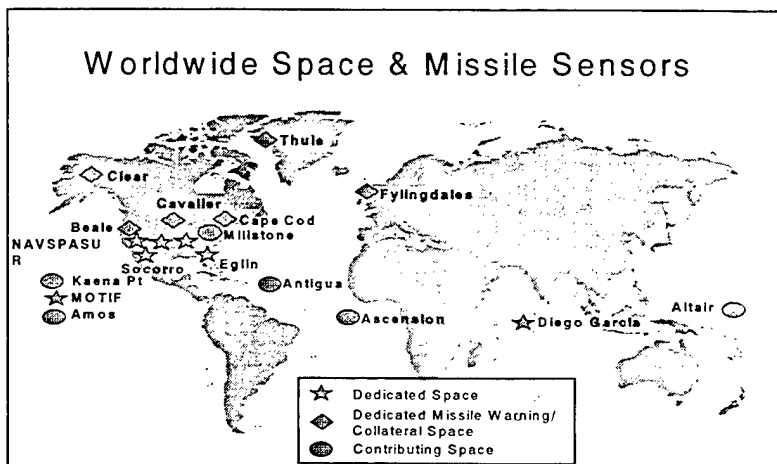 Worldwide Space & Missile Sensors
Thule
Clear
Fylingdales
Cavalier
Cape Cod
Beale
Millstone
NAVSPASU
R
Socorro
Eglin
Kaena Pt
MOTIF
Amos
Antigua
Ascension
Diego Garcia
Altair
Dedicated Space
Dedicated Missile Warning/
Collateral Space
Contributing Space